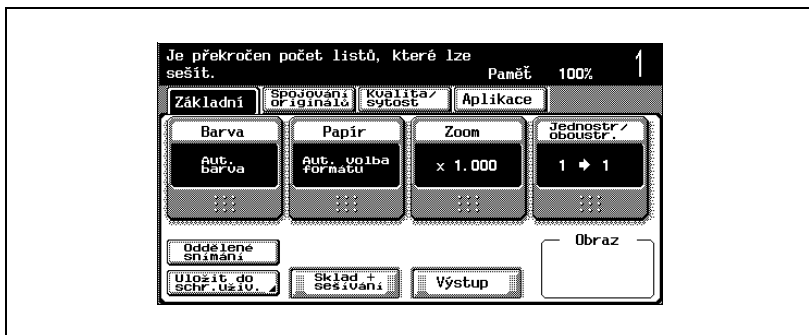 Je překročen počet listů, které lze
sešít.
Paměť 100% 1
Základní
Spojování
originálů
Kvalita/
sytost
Aplikace
Barva
Papír
Zoom
Jednostr/
oboustr.
Aut.
barva
Aut. volba
formátu
x 1.000
1 ➔ 1
Oddělené
snímání
Obraz
Uložit do
schr.uživ.
Sklad +
sešívání
Výstup